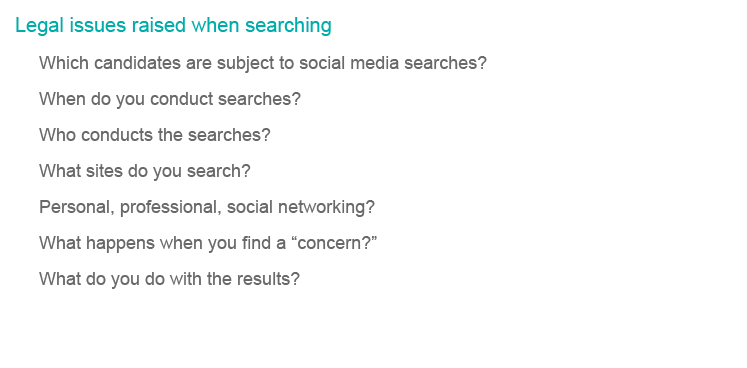 Legal issues raised when searching
Which candidates are subject to social media searches?
When do you conduct searches?
Who conducts the searches?
What sites do you search?
Personal, professional, social networking?
What happens when you find a “concern?”
What do you do with the results?